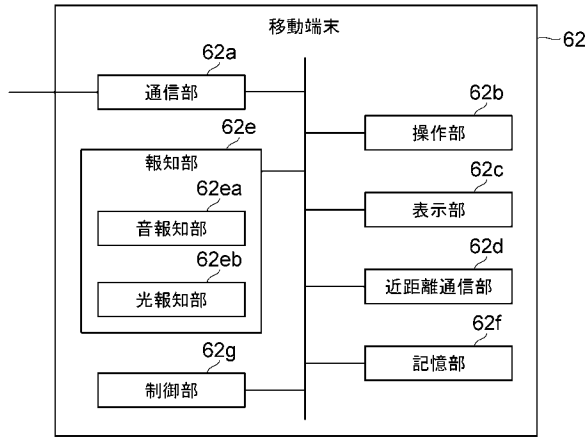 移動端末
62
62a
通信部
62b
操作部
62e
報知部
62c
表示部
62ea
音報知部
62d
近距離通信部
62eb
光報知部
62f
記憶部
62g
制御部